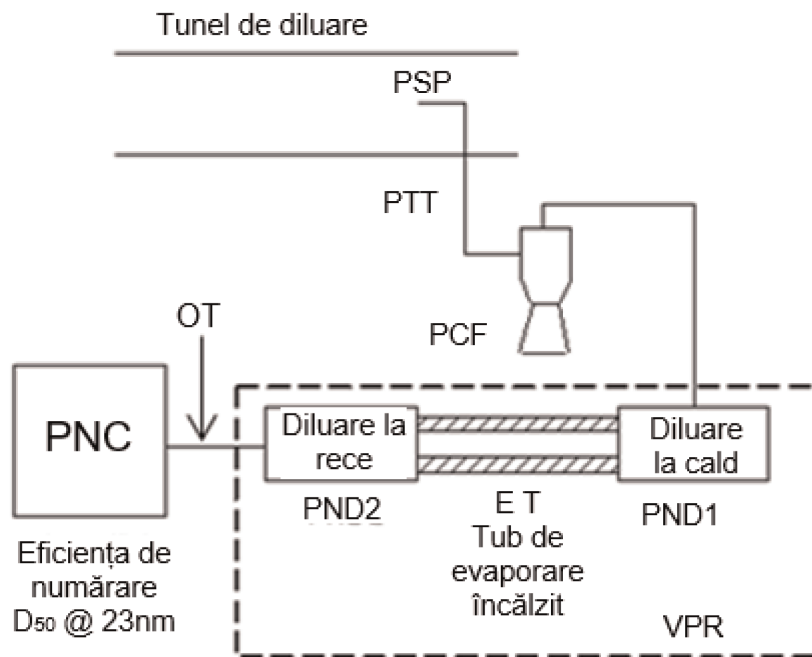 Tunel de diluare
PSP
PTT
PCF
OT
PNC
Diluare la
rece
Diluare
la cald
PND2
E T
Tub de
evaporare
încălzit
PND1
Eficiența de
numărare
D₅₀ @ 23nm
VPR